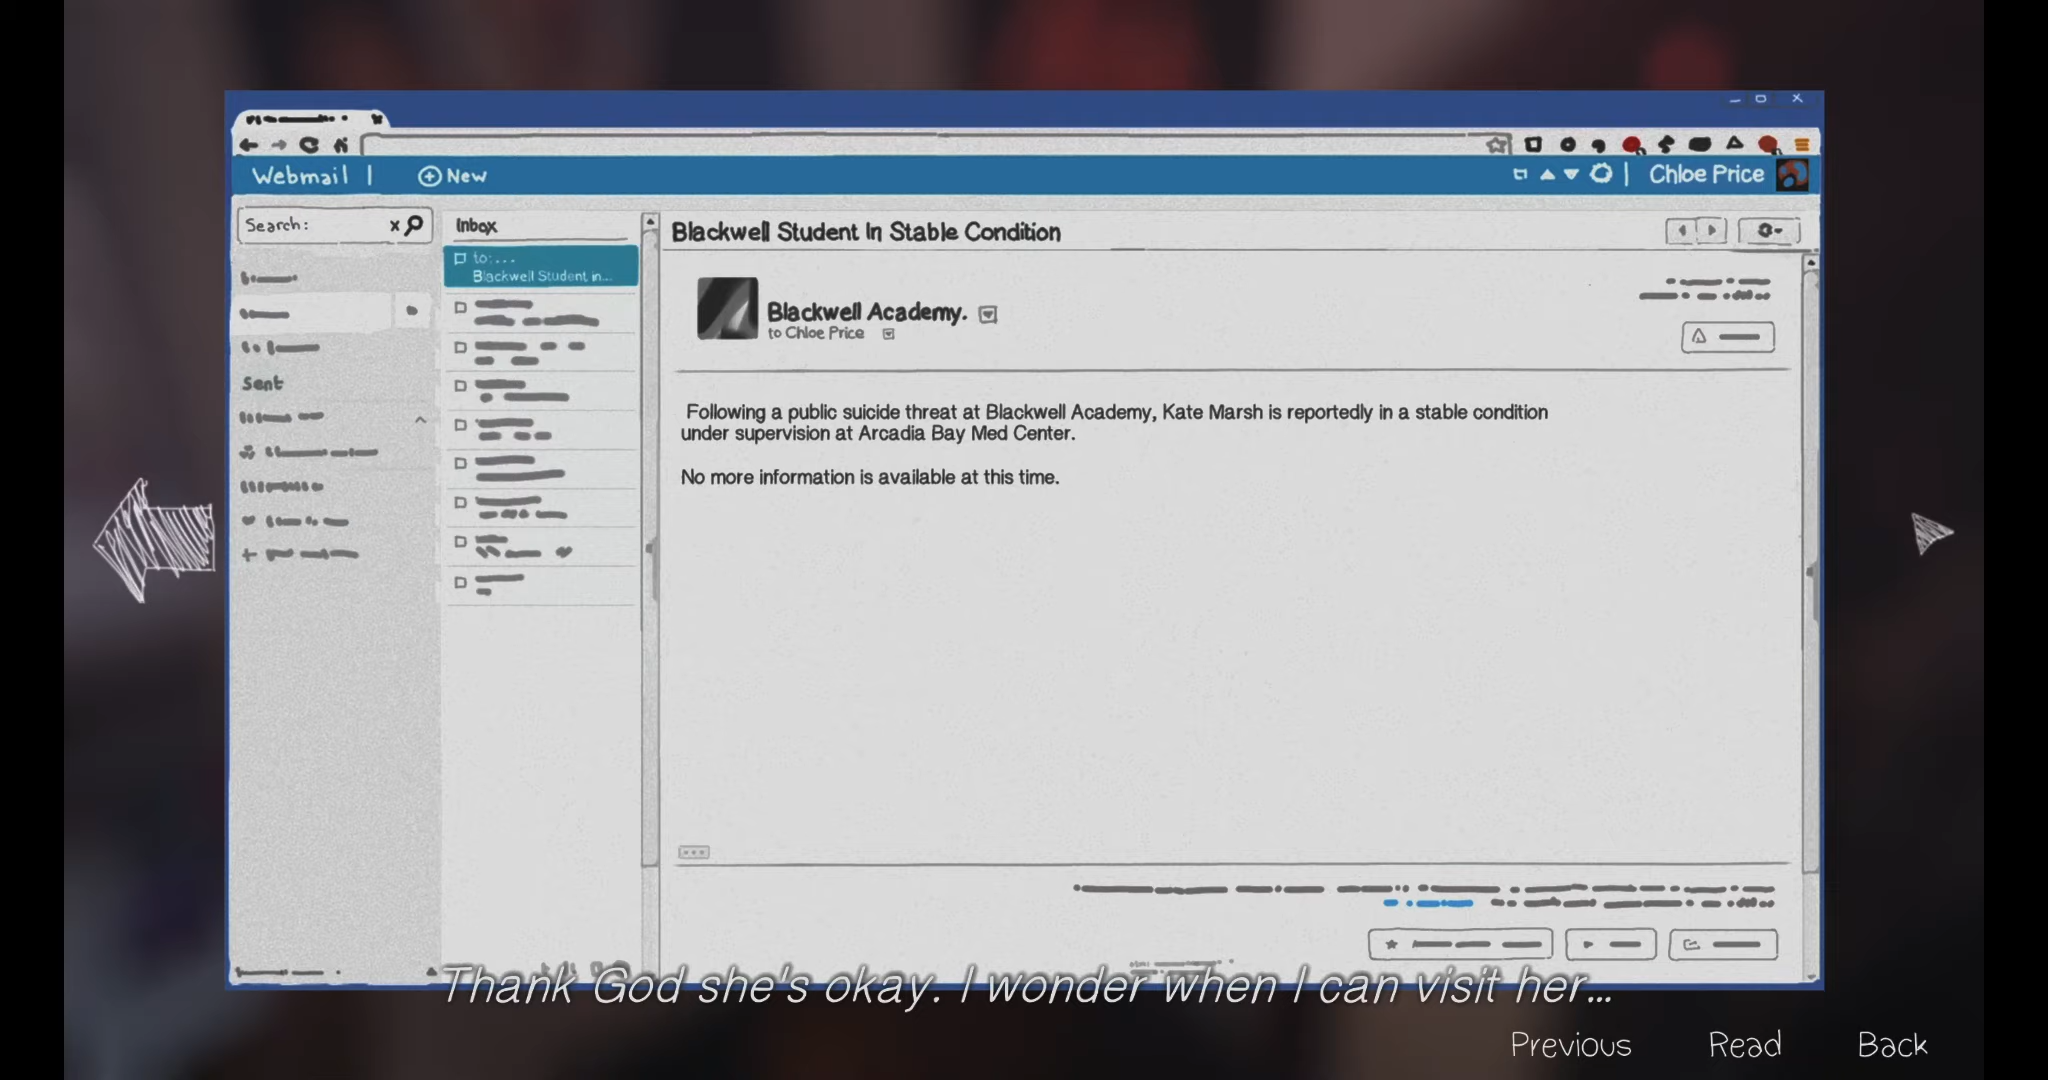 Webmail | New
Chloe Price
Search: x
Inbox
to:...
Blackwell Student in...
Sent
Blackwell Student In Stable Condition
Blackwell Academy.
to Chloe Price
Following a public suicide threat at Blackwell Academy, Kate Marsh is reportedly in a stable condition
under supervision at Arcadia Bay Med Center.
No more information is available at this time.
Thank God she's okay. I wonder when I can visit her...
Previous Read Back